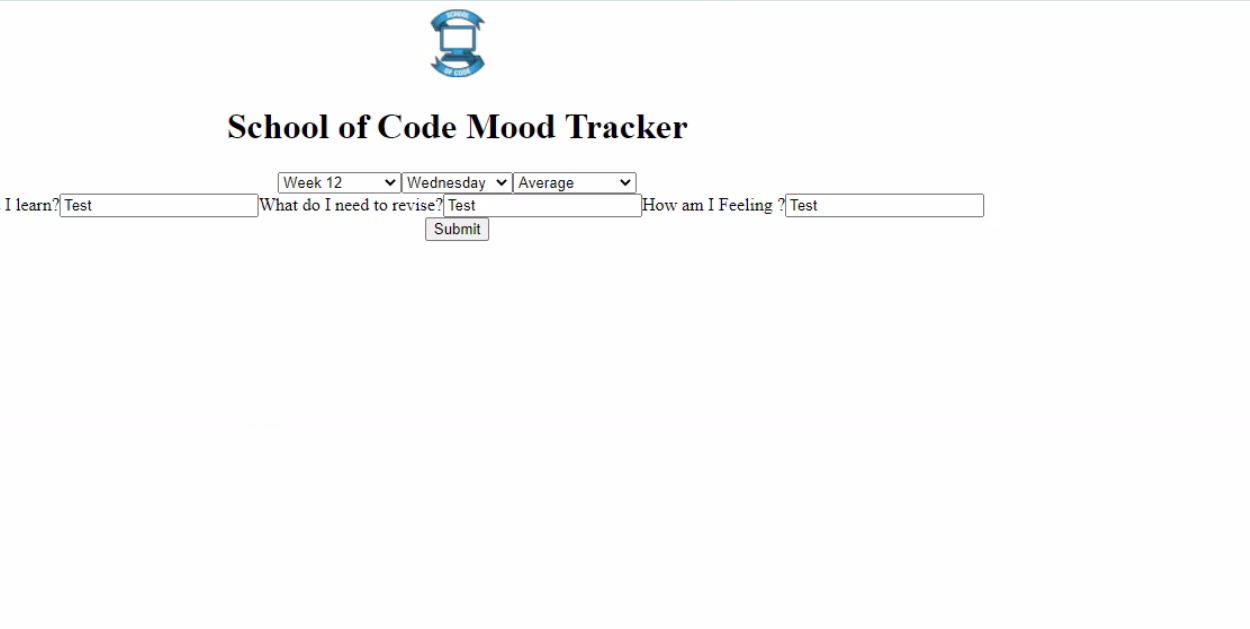 SCHOOL
OF CODE
School of Code Mood Tracker
Week 12 Wednesday Average
I learn? Test What do I need to revise? Test How am I Feeling ? Test
Submit